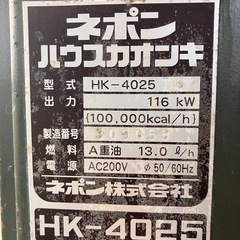 ネポン
ハウスカオンキ
型式 HK-4025
出力 116 kW
{100.000kcal/h}
製造番号
燃料 A重油 13.0 ℓ/h
電源 AC200V φ 50/60Hz
ネポン株式会社
HK-4025